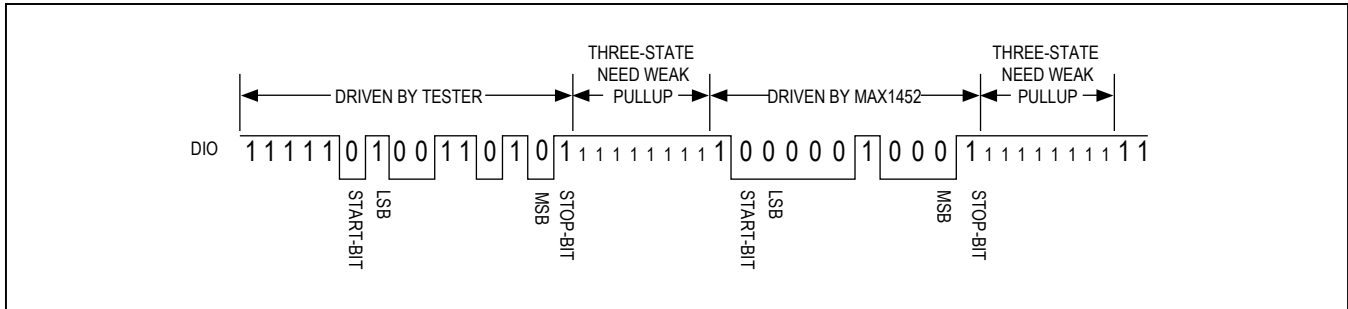 THREE-STATE
NEED WEAK
PULLUP
THREE-STATE
NEED WEAK
PULLUP
DRIVEN BY TESTER
DRIVEN BY MAX1452
DIO 1 1 1 1 1 0 1 0 0 1 1 0 1 0 1 1 1 1 1 1 1 1 1 1 0 0 0 0 0 1 0 0 0 1 1 1 1 1 1 1 1 1 1 1
START-BIT
LSB
MSB
STOP-BIT
START-BIT
LSB
MSB
STOP-BIT